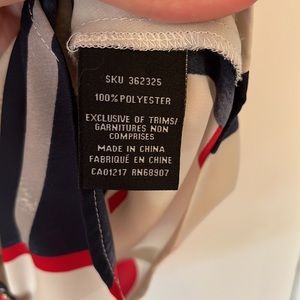 SKU 362325
100% POLYESTER
EXCLUSIVE OF TRIMS/
GARNITURES NON
COMPRISES
MADE IN CHINA
FABRIQUÉ EN CHINE
CA01217 RN68907